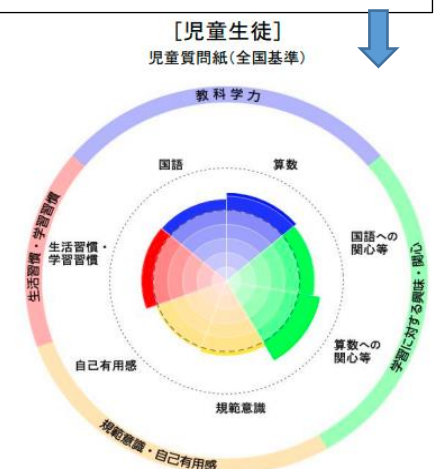 [児童生徒]
児童質問紙(全国基準)
教科学力
国語
算数
生活習慣・学習習慣
生活習慣・
学習習慣
国語への
関心等
学習に対する興味・関心
算数への
関心等
自己有用感
規範意識
規範意識・自己有用感